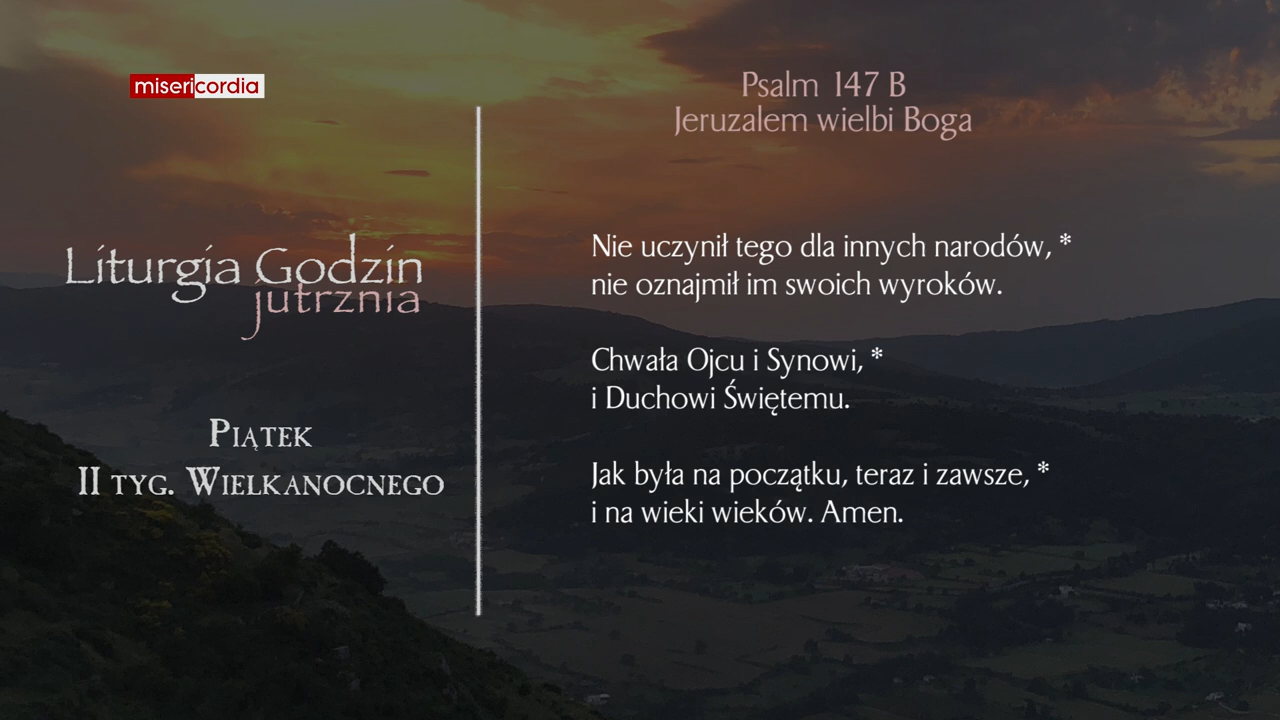 misericordia
Liturgia Godzin
jutrznia
Piątek
II tyg. Wielkanocnego
Psalm 147 B
Jeruzalem wielbi Boga
Nie uczynił tego dla innych narodów, *
nie oznajmił im swoich wyroków.
Chwała Ojcu i Synowi, *
i Duchowi Świętemu.
Jak była na początku, teraz i zawsze, *
i na wieki wieków. Amen.